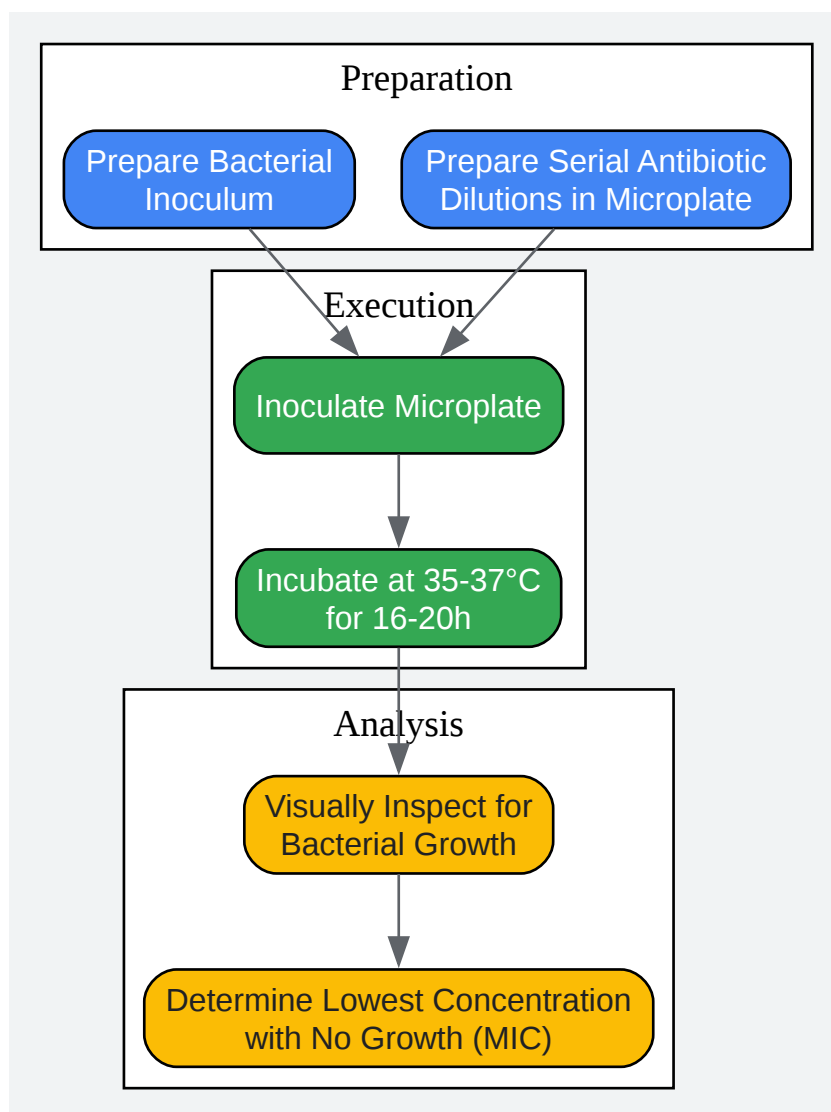 Preparation
Prepare Bacterial
Inoculum
Prepare Serial Antibiotic
Dilutions in Microplate
Execution
Inoculate Microplate
Incubate at 35-37°C
for 16-20h
Analysis
Visually Inspect for
Bacterial Growth
Determine Lowest Concentration
with No Growth (MIC)